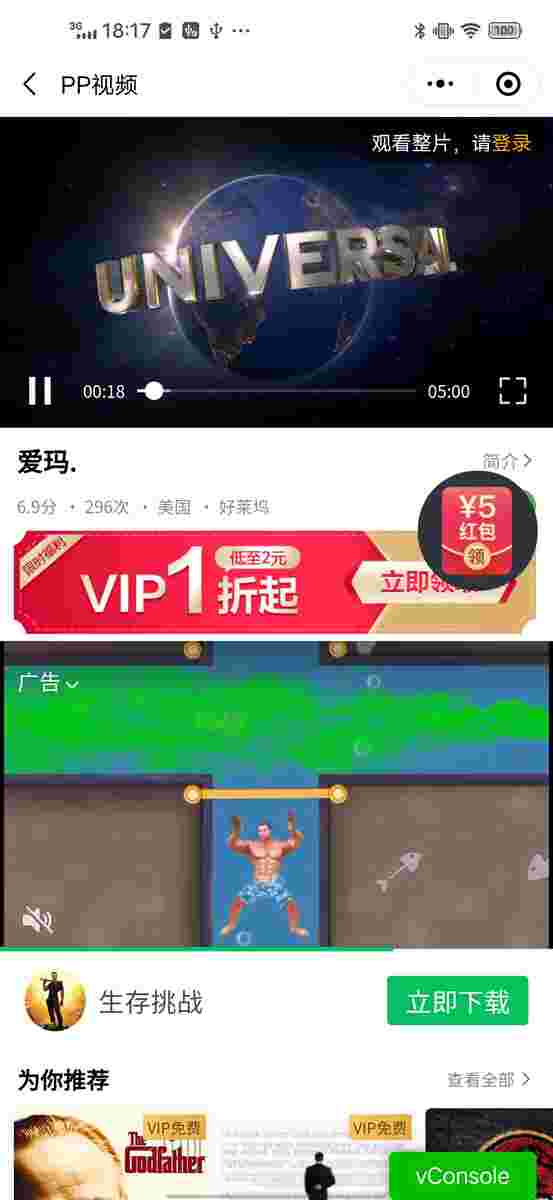 3G 18:17 100
PP视频
观看整片，请登录
UNIVERSAL
00:18 05:00
爱玛.
简介
6.9分 · 296次 · 美国 · 好莱坞
¥5
红包
领
限时福利
低至2元
VIP1折起
立即领
广告
生存挑战
立即下载
为你推荐
查看全部
VIP免费
VIP免费
The
Godfather
vConsole